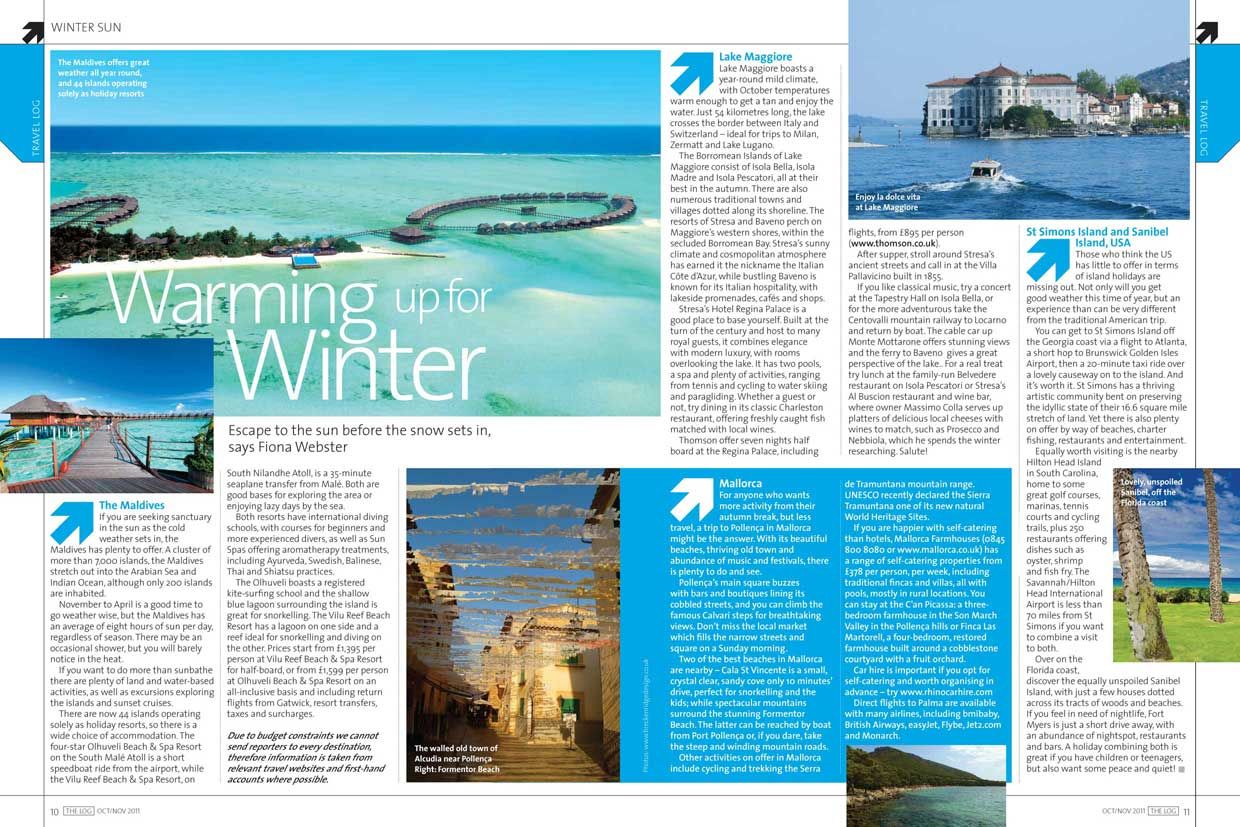 WINTER SUN
TRAVEL LOG
The Maldives offers great
weather all year round,
and 44 islands operating
solely as holiday resorts
Warming up for
Winter
Escape to the sun before the snow sets in,
says Fiona Webster
The Maldives
If you are seeking sanctuary
in the sun as the cold
weather sets in, the
Maldives has plenty to offer. A cluster of
more than 7,000 islands, the Maldives
stretch out into the Arabian Sea and
Indian Ocean, although only 200 islands
are inhabited.
November to April is a good time to
go weather wise, but the Maldives has
an average of eight hours of sun per day,
regardless of season. There may be an
occasional shower, but you will barely
notice in the heat.
If you want to do more than sunbathe
there are plenty of land and water-based
activities, as well as excursions exploring
the islands and sunset cruises.
There are now 44 islands operating
solely as holiday resorts, so there is a
wide choice of accommodation. The
four-star Olhuveli Beach & Spa Resort
on the South Malé Atoll is a short
speedboat ride from the airport, while
the Vilu Reef Beach & Spa Resort, on
South Nilandhe Atoll, is a 35-minute
seaplane transfer from Malé. Both are
good bases for exploring the area or
enjoying lazy days by the sea.
Both resorts have international diving
schools, with courses for beginners and
more experienced divers, as well as Sun
Spas offering aromatherapy treatments,
including Ayurveda, Swedish, Balinese,
Thai and Shiatsu practices.
The Olhuveli boasts a registered
kite-surfing school and the shallow
blue lagoon surrounding the island is
great for snorkelling. The Vilu Reef Beach
Resort has a lagoon on one side and a
reef ideal for snorkelling and diving on
the other. Prices start from £1,395 per
person at Vilu Reef Beach & Spa Resort
for half-board, or from £1,599 per person
at Olhuveli Beach & Spa Resort on an
all-inclusive basis and including return
flights from Gatwick, resort transfers,
taxes and surcharges.
Due to budget constraints we cannot
send reporters to every destination,
therefore information is taken from
relevant travel websites and first-hand
accounts where possible.
The walled old town of
Alcudia near Pollença
Right: Formentor Beach
Lake Maggiore
Lake Maggiore boasts a
year-round mild climate,
with October temperatures
warm enough to get a tan and enjoy the
water. Just 54 kilometres long, the lake
crosses the border between Italy and
Switzerland – ideal for trips to Milan,
Zermatt and Lake Lugano.
The Borromean Islands of Lake
Maggiore consist of Isola Bella, Isola
Madre and Isola Pescatori, all at their
best in the autumn. There are also
numerous traditional towns and
villages dotted along its shoreline. The
resorts of Stresa and Baveno perch on
Maggiore's western shores, within the
secluded Borromean Bay. Stresa's sunny
climate and cosmopolitan atmosphere
has earned it the nickname the Italian
Côte d'Azur, while bustling Baveno is
known for its Italian hospitality, with
lakeside promenades, cafés and shops.
Stresa's Hotel Regina Palace is a
good place to base yourself. Built at the
turn of the century and host to many
royal guests, it combines elegance
with modern luxury, with rooms
overlooking the lake. It has two pools,
a spa and plenty of activities, ranging
from tennis and cycling to water skiing
and paragliding. Whether a guest or
not, try dining in its classic Charleston
restaurant, offering freshly caught fish
matched with local wines.
Thomson offer seven nights half
board at the Regina Palace, including
Enjoy la dolce vita
at Lake Maggiore
flights, from £895 per person
(www.thomson.co.uk).
After supper, stroll around Stresa's
ancient streets and call in at the Villa
Pallavicino built in 1855.
If you like classical music, try a concert
at the Tapestry Hall on Isola Bella, or
for the more adventurous take the
Centovalli mountain railway to Locarno
and return by boat. The cable car up
Monte Mottarone offers stunning views
and the ferry to Baveno gives a great
perspective of the lake.. For a real treat
try lunch at the family-run Belvedere
restaurant on Isola Pescatori or Stresa's
Al Buscion restaurant and wine bar,
where owner Massimo Colla serves up
platters of delicious local cheeses with
wines to match, such as Prosecco and
Nebbiola, which he spends the winter
researching. Salute!
Mallorca
For anyone who wants
more activity from their
autumn break, but less
travel, a trip to Pollença in Mallorca
might be the answer. With its beautiful
beaches, thriving old town and
abundance of music and festivals, there
is plenty to do and see.
Pollença's main square buzzes
with bars and boutiques lining its
cobbled streets, and you can climb the
famous Calvari steps for breathtaking
views. Don't miss the local market
which fills the narrow streets and
square on a Sunday morning.
Two of the best beaches in Mallorca
are nearby – Cala St Vincente is a small,
crystal clear, sandy cove only 10 minutes'
drive, perfect for snorkelling and the
kids; while spectacular mountains
surround the stunning Formentor
Beach. The latter can be reached by boat
from Port Pollença or, if you dare, take
the steep and winding mountain roads.
Other activities on offer in Mallorca
include cycling and trekking the Serra
de Tramuntana mountain range.
UNESCO recently declared the Sierra
Tramuntana one of its new natural
World Heritage Sites.
If you are happier with self-catering
than hotels, Mallorca Farmhouses (0845
800 8080 or www.mallorca.co.uk) has
a range of self-catering properties from
£378 per person, per week, including
traditional fincas and villas, all with
pools, mostly in rural locations. You
can stay at the C'an Picassa: a three-
bedroom farmhouse in the Son March
Valley in the Pollença hills or Finca Las
Martorell, a four-bedroom, restored
farmhouse built around a cobblestone
courtyard with a fruit orchard.
Car hire is important if you opt for
self-catering and worth organising in
advance – try www.rhinocarhire.com
Direct flights to Palma are available
with many airlines, including bmibaby,
British Airways, easyJet, Flybe, Jetz.com
and Monarch.
St Simons Island and Sanibel
Island, USA
Those who think the US
has little to offer in terms
of island holidays are
missing out. Not only will you get
good weather this time of year, but an
experience than can be very different
from the traditional American trip.
You can get to St Simons Island off
the Georgia coast via a flight to Atlanta,
a short hop to Brunswick Golden Isles
Airport, then a 20-minute taxi ride over
a lovely causeway on to the island. And
it's worth it. St Simons has a thriving
artistic community bent on preserving
the idyllic state of their 16.6 square mile
stretch of land. Yet there is also plenty
on offer by way of beaches, charter
fishing, restaurants and entertainment.
Equally worth visiting is the nearby
Hilton Head Island
in South Carolina,
home to some
great golf courses,
marinas, tennis
courts and cycling
trails, plus 250
restaurants offering
dishes such as
oyster, shrimp
and fish fry. The
Savannah/Hilton
Head International
Airport is less than
70 miles from St
Simons if you want
to combine a visit
to both.
Over on the
Florida coast,
discover the equally unspoiled Sanibel
Island, with just a few houses dotted
across its tracts of woods and beaches.
If you feel in need of nightlife, Fort
Myers is just a short drive away, with
an abundance of nightspot, restaurants
and bars. A holiday combining both is
great if you have children or teenagers,
but also want some peace and quiet!
Lovely, unspoiled
Sanibel, off the
Florida coast
TRAVEL LOG
10 THE LOG OCT/NOV 2011
OCT/NOV 2011 THE LOG 11